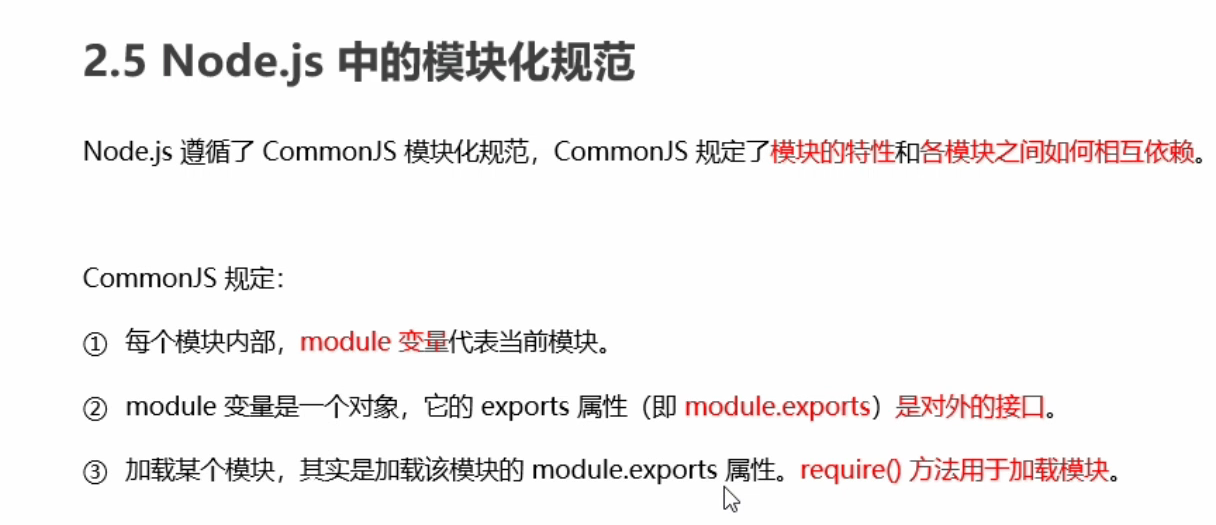 2.5 Node.js 中的模块化规范
Node.js 遵循了 CommonJS 模块化规范，CommonJS 规定了模块的特性和各模块之间如何相互依赖。
CommonJS 规定：
① 每个模块内部，module 变量代表当前模块。
② module 变量是一个对象，它的 exports 属性（即 module.exports）是对外的接口。
③ 加载某个模块，其实是加载该模块的 module.exports 属性。require() 方法用于加载模块。